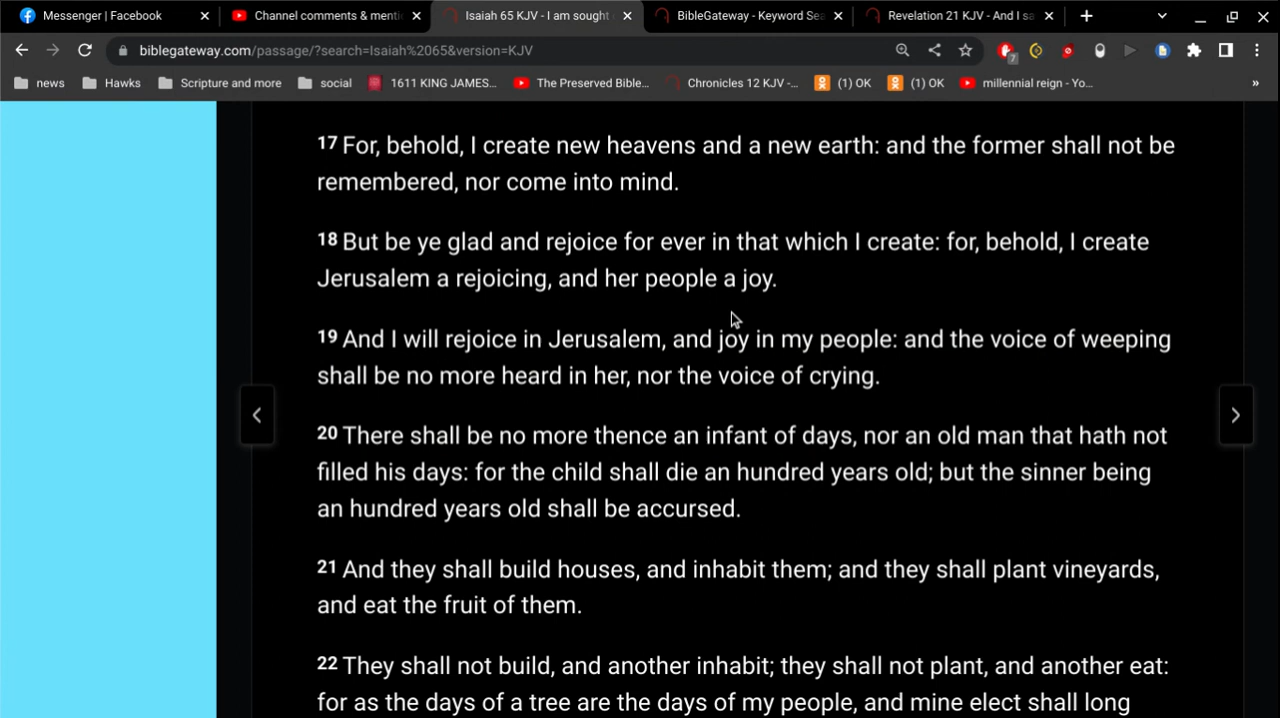 Messenger | Facebook
Channel comments & menti
Isaiah 65 KJV - I am sought
BibleGateway - Keyword Sea
Revelation 21 KJV - And I sa
biblegateway.com/passage/?search=Isaiah%2065&version=KJV
7
news
Hawks
Scripture and more
social
1611 KING JAMES...
The Preserved Bible...
Chronicles 12 KJV -...
(1) OK
(1) OK
millennial reign - Yo...
»
17 For, behold, I create new heavens and a new earth: and the former shall not be
remembered, nor come into mind.
18 But be ye glad and rejoice for ever in that which I create: for, behold, I create
Jerusalem a rejoicing, and her people a joy.
19 And I will rejoice in Jerusalem, and joy in my people: and the voice of weeping
shall be no more heard in her, nor the voice of crying.
20 There shall be no more thence an infant of days, nor an old man that hath not
filled his days: for the child shall die an hundred years old; but the sinner being
an hundred years old shall be accursed.
21 And they shall build houses, and inhabit them; and they shall plant vineyards,
and eat the fruit of them.
22 They shall not build, and another inhabit; they shall not plant, and another eat:
for as the days of a tree are the days of my people, and mine elect shall long